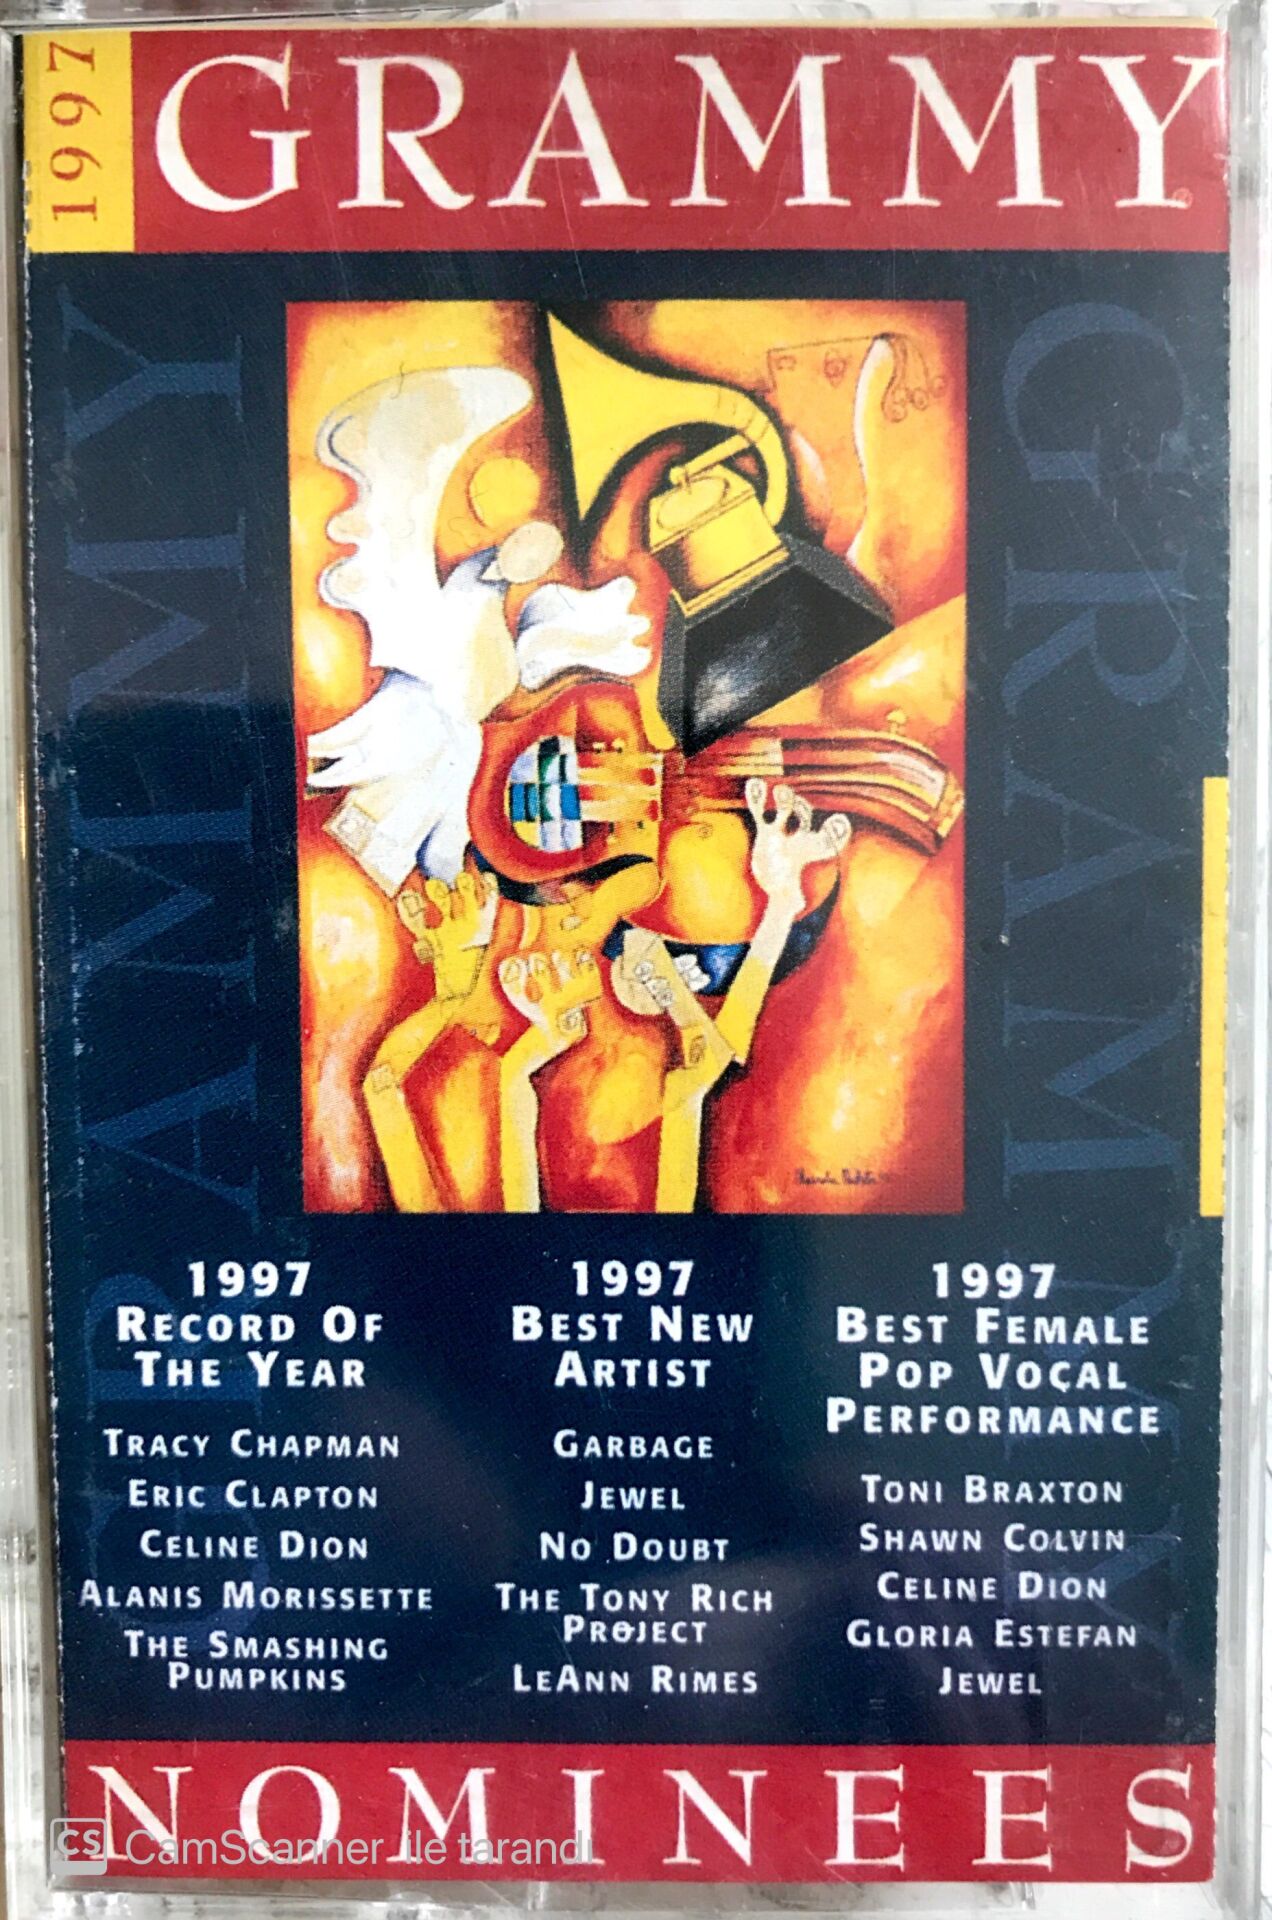 1997
GRAMMY
GRAMMY
GRAMMY
1997
RECORD OF
THE YEAR
TRACY CHAPMAN
ERIC CLAPTON
CELINE DION
ALANIS MORISSETTE
THE SMASHING
PUMPKINS
1997
BEST NEW
ARTIST
GARBAGE
JEWEL
NO DOUBT
THE TONY RICH
PROJECT
LEANN RIMES
1997
BEST FEMALE
POP VOCAL
PERFORMANCE
TONI BRAXTON
SHAWN COLVIN
CELINE DION
GLORIA ESTEFAN
JEWEL
NOMINEES
CS CamScanner ile tarandı